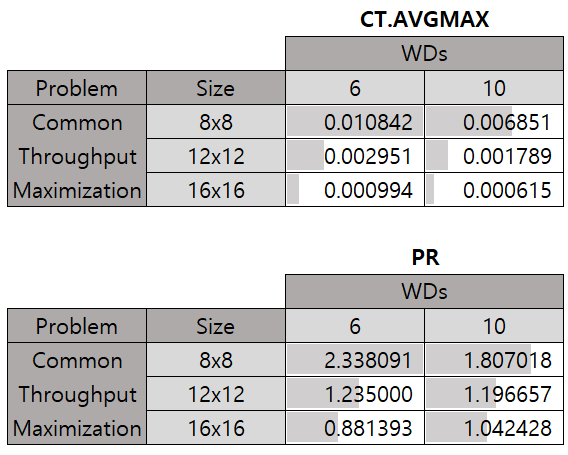 CT.AVGMAX
WDs
Problem Size 6 10
Common 8x8 0.010842 0.006851
Throughput 12x12 0.002951 0.001789
Maximization 16x16 0.000994 0.000615
PR
WDs
Problem Size 6 10
Common 8x8 2.338091 1.807018
Throughput 12x12 1.235000 1.196657
Maximization 16x16 0.881393 1.042428